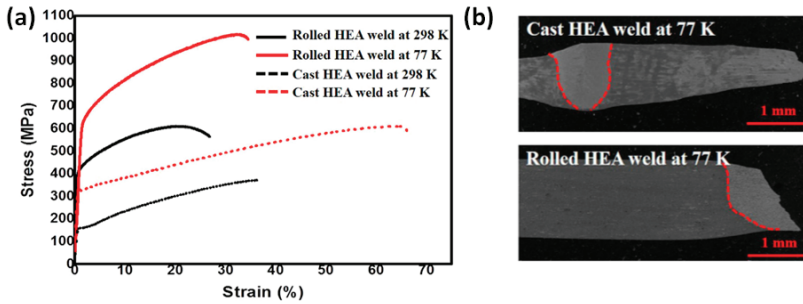 (a)
1100
1000
900
800
700
600
500
400
300
200
100
0
Stress (MPa)
0 10 20 30 40 50 60 70
Strain (%)
Rolled HEA weld at 298 K
Rolled HEA weld at 77 K
Cast HEA weld at 298 K
Cast HEA weld at 77 K
(b)
Cast HEA weld at 77 K
1 mm
Rolled HEA weld at 77 K
1 mm